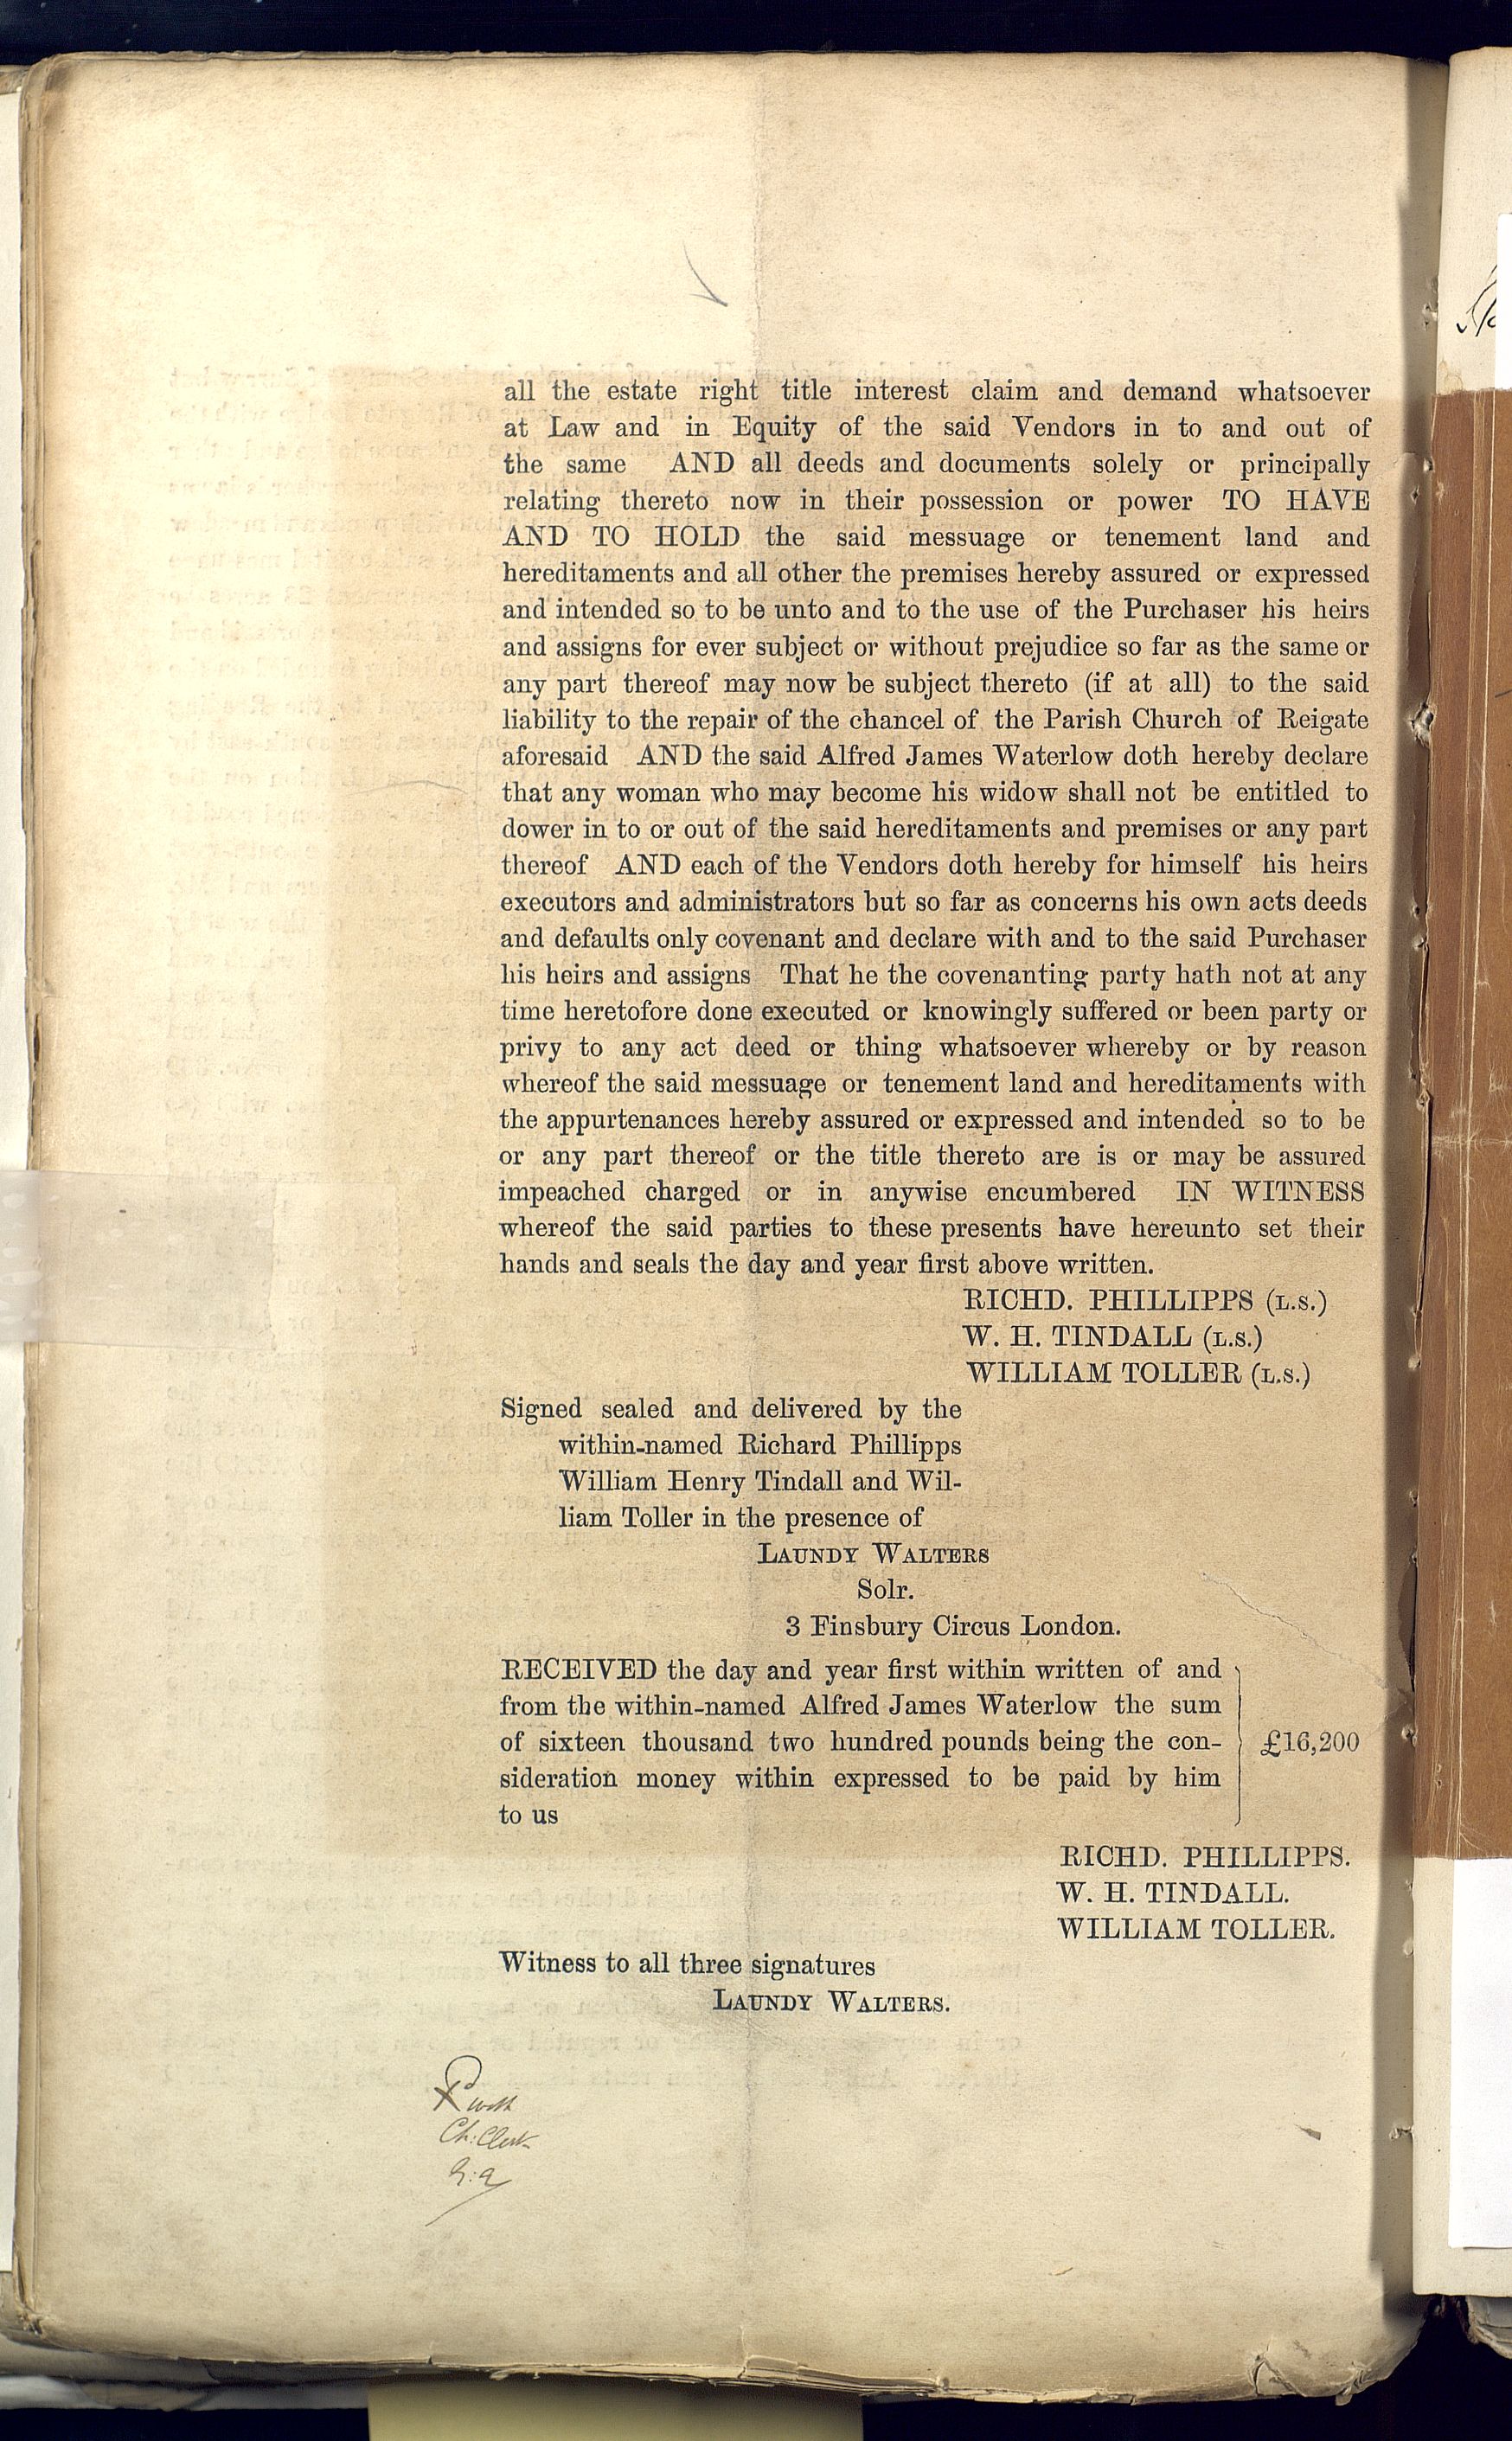 all the estate right title interest claim and demand whatsoever
at Law and in Equity of the said Vendors in to and out of
the same AND all deeds and documents solely or principally
relating thereto now in their possession or power TO HAVE
AND TO HOLD the said messuage or tenement land and
hereditaments and all other the premises hereby assured or expressed
and intended so to be unto and to the use of the Purchaser his heirs
and assigns for ever subject or without prejudice so far as the same or
any part thereof may now be subject thereto (if at all) to the said
liability to the repair of the chancel of the Parish Church of Reigate
aforesaid AND the said Alfred James Waterlow doth hereby declare
that any woman who may become his widow shall not be entitled to
dower in to or out of the said hereditaments and premises or any part
thereof AND each of the Vendors doth hereby for himself his heirs
executors and administrators but so far as concerns his own acts deeds
and defaults only covenant and declare with and to the said Purchaser
his heirs and assigns That he the covenanting party hath not at any
time heretofore done executed or knowingly suffered or been party or
privy to any act deed or thing whatsoever whereby or by reason
whereof the said messuage or tenement land and hereditaments with
the appurtenances hereby assured or expressed and intended so to be
or any part thereof or the title thereto are is or may be assured
impeached charged or in anywise encumbered IN WITNESS
whereof the said parties to these presents have hereunto set their
hands and seals the day and year first above written.
RICHD. PHILLIPPS (L.S.)
W. H. TINDALL (L.S.)
WILLIAM TOLLER (L.S.)
Signed sealed and delivered by the
within-named Richard Phillipps
William Henry Tindall and Wil-
liam Toller in the presence of
LAUNDY WALTERS
Solr.
3 Finsbury Circus London.
RECEIVED the day and year first within written of and
from the within-named Alfred James Waterlow the sum
of sixteen thousand two hundred pounds being the con-
sideration money within expressed to be paid by him
to us
£16,200
RICHD. PHILLIPPS.
W. H. TINDALL.
WILLIAM TOLLER.
Witness to all three signatures
LAUNDY WALTERS.
Ch: Clerk